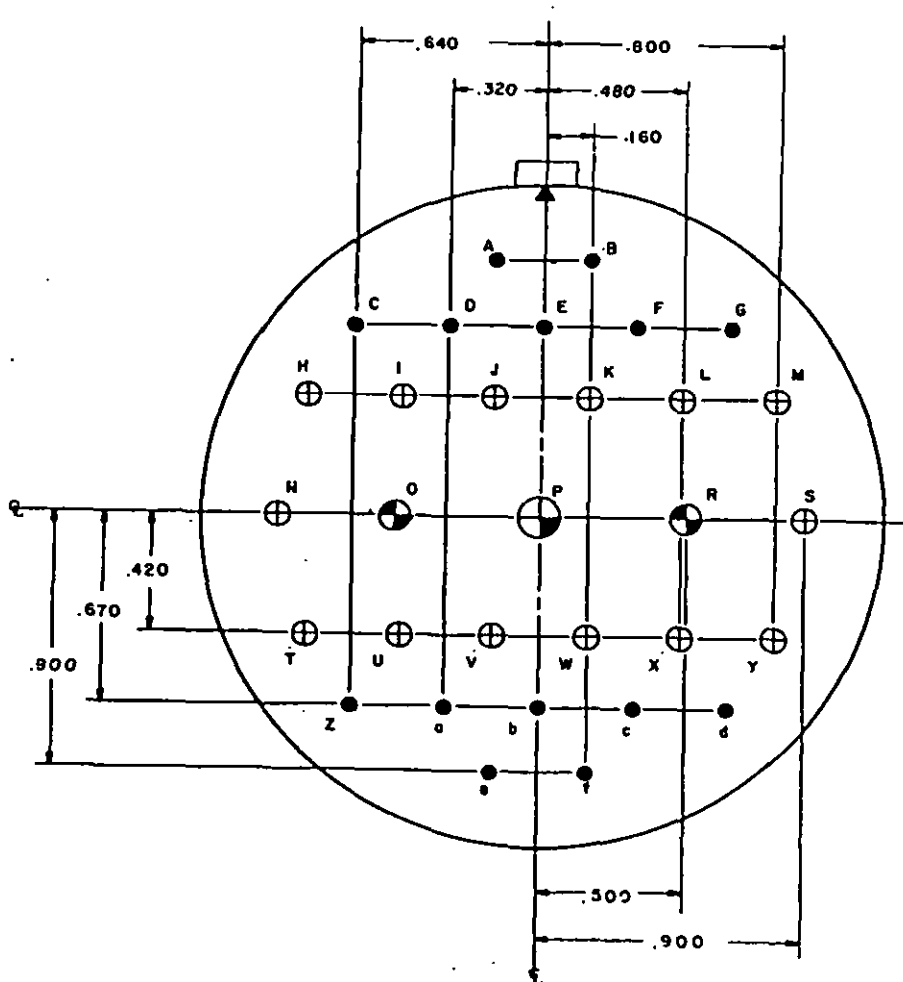 .640 .800
.320 .480
.160
A B
C D E F G
H I J K L M
N O P R S
℄
.420
.670
.900
T U V W X Y
Z a b c d
e f
.500
.900
℄